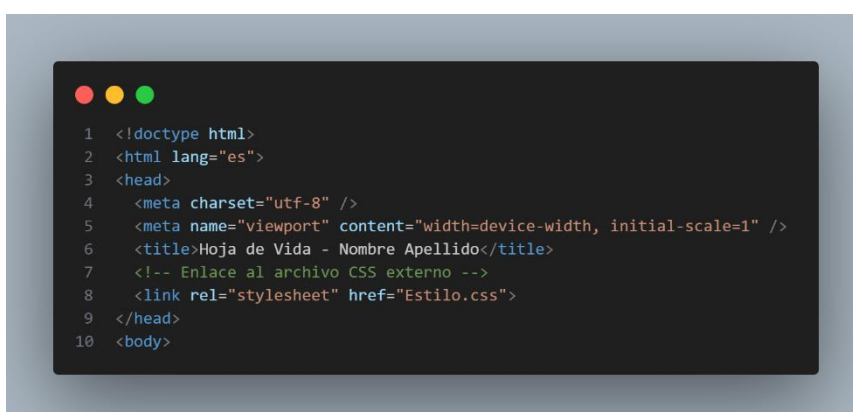 1 <!doctype html>
2 <html lang="es">
3 <head>
4 <meta charset="utf-8" />
5 <meta name="viewport" content="width=device-width, initial-scale=1" />
6 <title>Hoja de Vida - Nombre Apellido</title>
7 <!-- Enlace al archivo CSS externo -->
8 <link rel="stylesheet" href="Estilo.css">
9 </head>
10 <body>